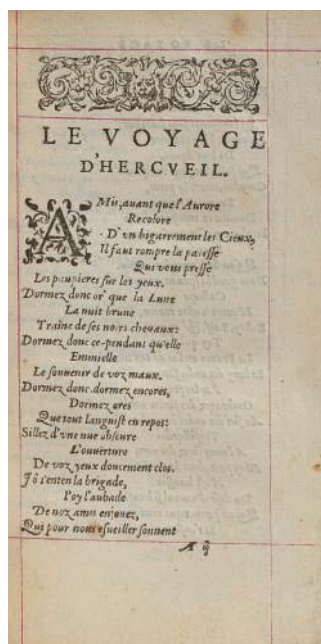 LE VOYAGE
D'HERCVEIL.
AMis, auant que l'Aurore
Recolore
D'vn bigarrement les Cieux,
Il faut rompre la paresse
Qui vous presse
Les paupieres sur les yeux.
Dormez donc or' que la Lune
La nuit brune
Traine de ses noirs cheuaux:
Dormez donc ce-pendant qu'elle
Emmielle
Le souuenir de voz maux.
Dormez donc, dormez encores,
Dormez ores
Que tout languist en repos:
Sillez d'vne nue obscure
L'ouuerture
De voz yeux doucement clos.
Iô i'enten la brigade,
I'oy l'aubade
De noz amis enjouez,
Qui pour nous esueiller sonnent
A ij